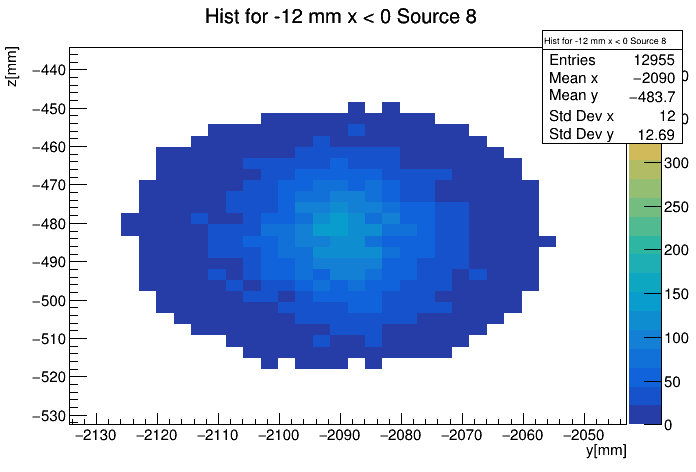 Hist for -12 mm x < 0 Source 8
Hist for -12 mm x < 0 Source 8
Entries 12955
Mean x −2090
Mean y −483.7
Std Dev x 12
Std Dev y 12.69
z[mm]
−440
−450
−460
−470
−480
−490
−500
−510
−520
−530
−2130 −2120 −2110 −2100 −2090 −2080 −2070 −2060 −2050
y[mm]
300
250
200
150
100
50
0